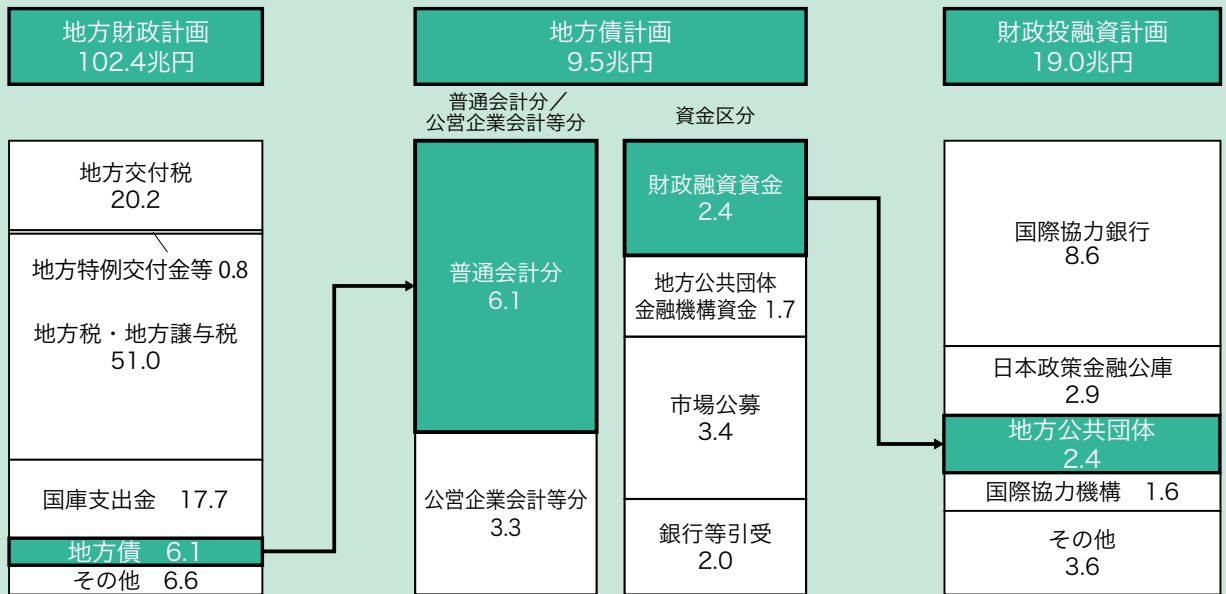 地方財政計画
102.4兆円
地方債計画
9.5兆円
財政投融資計画
19.0兆円
普通会計分／
公営企業会計等分
資金区分
地方交付税
20.2
地方特例交付金等 0.8
地方税・地方譲与税
51.0
国庫支出金 17.7
地方債 6.1
その他 6.6
普通会計分
6.1
公営企業会計等分
3.3
財政融資資金
2.4
地方公共団体
金融機構資金 1.7
市場公募
3.4
銀行等引受
2.0
国際協力銀行
8.6
日本政策金融公庫
2.9
地方公共団体
2.4
国際協力機構 1.6
その他
3.6